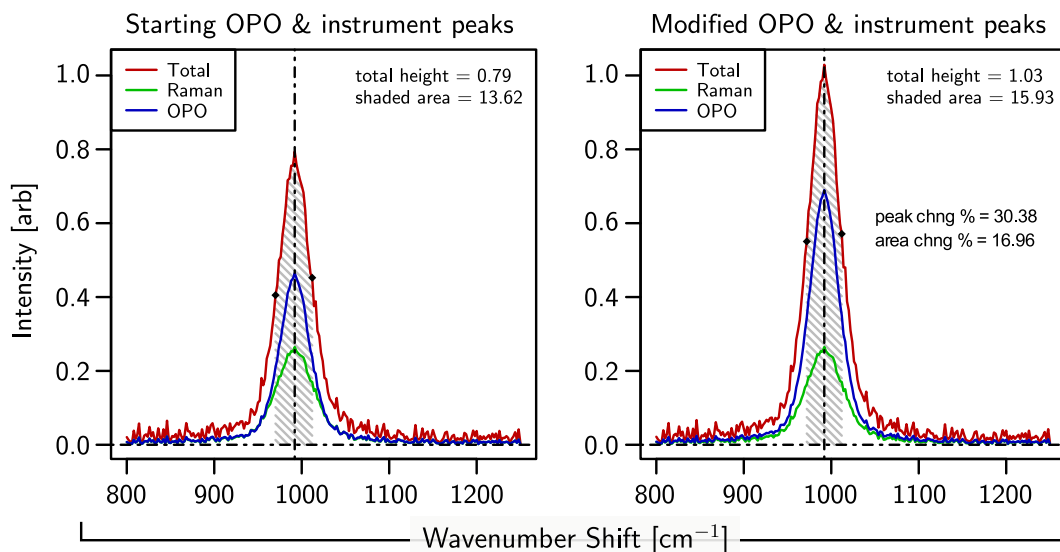 Starting OPO & instrument peaks
Total
Raman
OPO
total height = 0.79
shaded area = 13.62
1.0
0.8
0.6
0.4
0.2
0.0
Intensity [arb]
800 900 1000 1100 1200
Modified OPO & instrument peaks
Total
Raman
OPO
total height = 1.03
shaded area = 15.93
peak chng % = 30.38
area chng % = 16.96
1.0
0.8
0.6
0.4
0.2
0.0
800 900 1000 1100 1200
Wavenumber Shift [cm⁻¹]